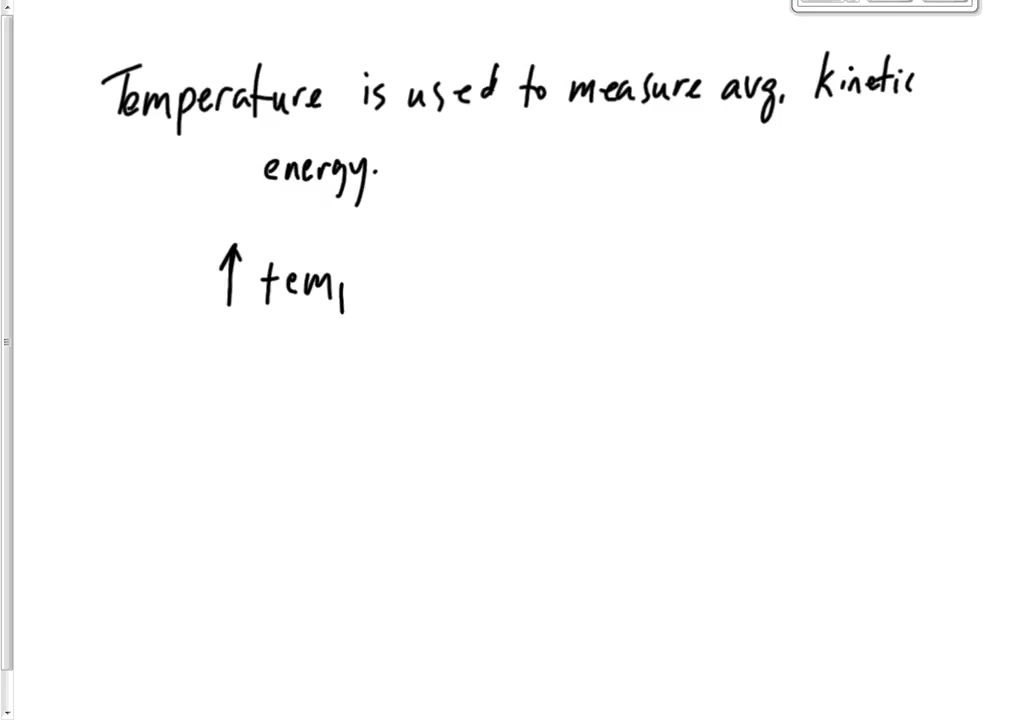 Temperature is used to measure avg. kinetic
energy.
↑ tem